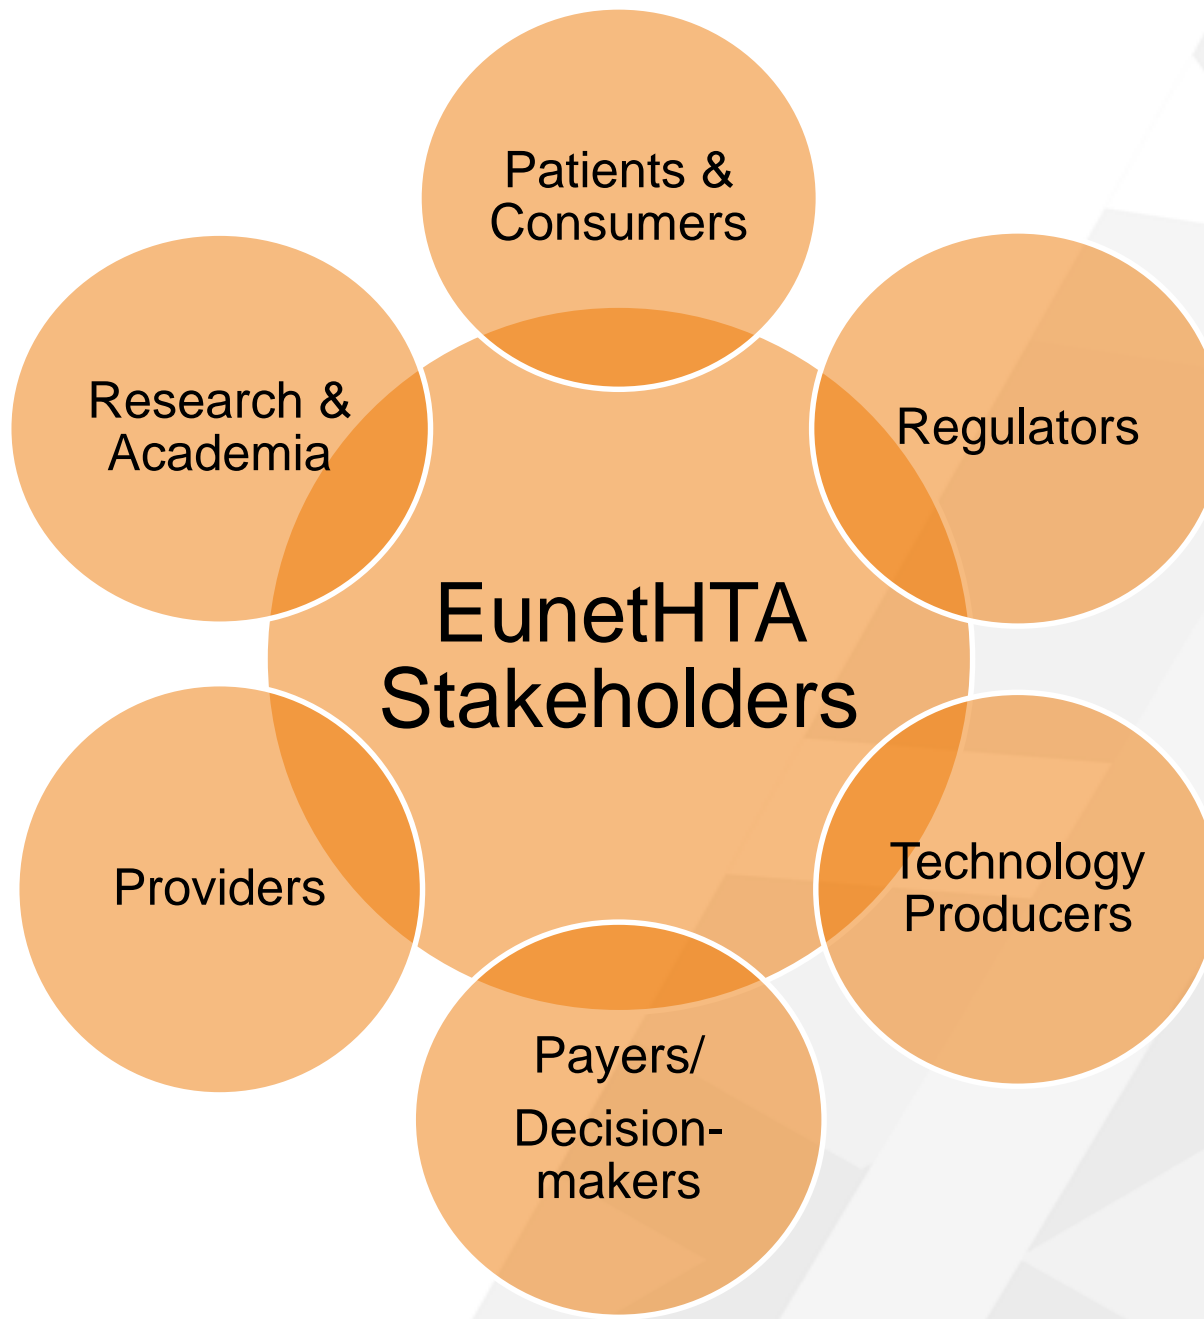 Patients &
Consumers
Research &
Academia
Regulators
EunetHTA
Stakeholders
Providers
Technology
Producers
Payers/
Decision-
makers